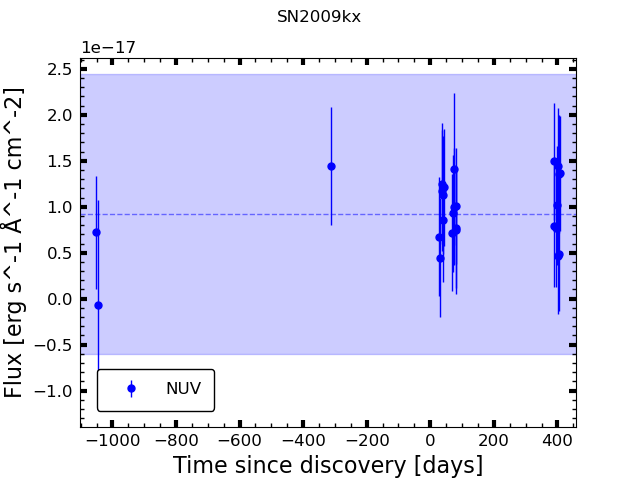 SN2009kx
1e−17
2.5
2.0
1.5
1.0
0.5
0.0
−0.5
−1.0
Flux [erg s^-1 Å^-1 cm^-2]
NUV
−1000 −800 −600 −400 −200 0 200 400
Time since discovery [days]